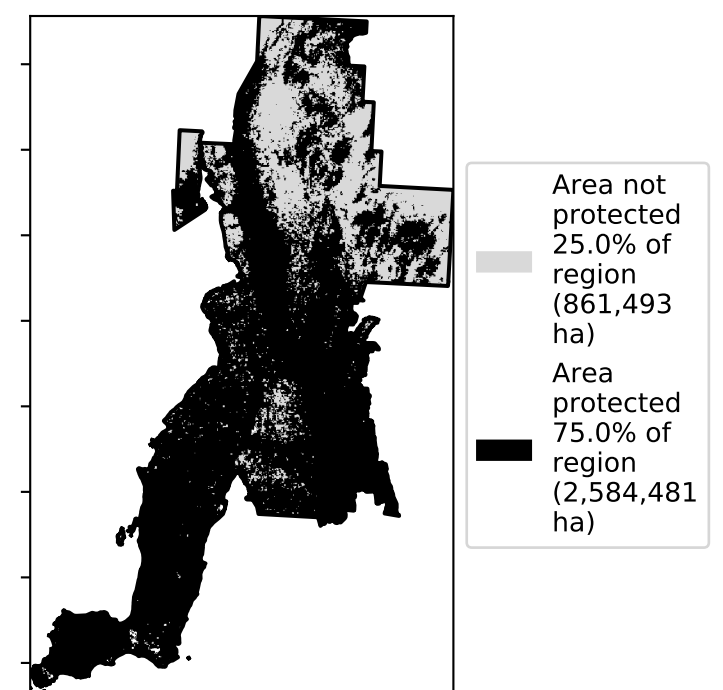 Area not
protected
25.0% of
region
(861,493
ha)
Area
protected
75.0% of
region
(2,584,481
ha)